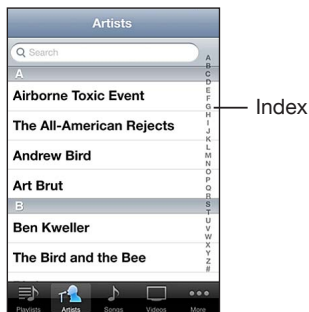 Artists
Search
A
Airborne Toxic Event
The All-American Rejects
Andrew Bird
Art Brut
B
Ben Kweller
The Bird and the Bee
A
B
C
D
E
F
G
H
I
J
K
L
M
N
O
P
Q
R
S
T
U
V
W
X
Y
Z
#
Index
Playlists Artists Songs Videos More